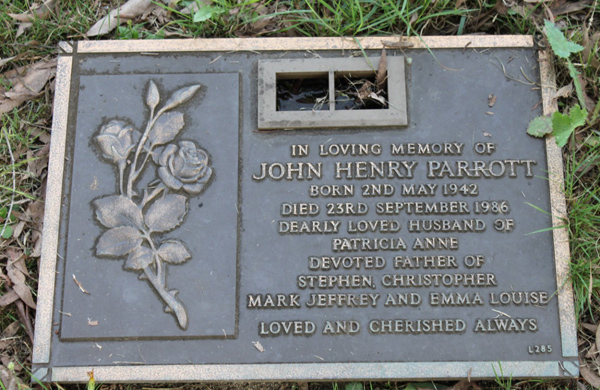 IN LOVING MEMORY OF
JOHN HENRY PARROTT
BORN 2ND MAY 1942
DIED 23RD SEPTEMBER 1986
DEARLY LOVED HUSBAND OF
PATRICIA ANNE
DEVOTED FATHER OF
STEPHEN, CHRISTOPHER
MARK JEFFREY AND EMMA LOUISE
LOVED AND CHERISHED ALWAYS
L285